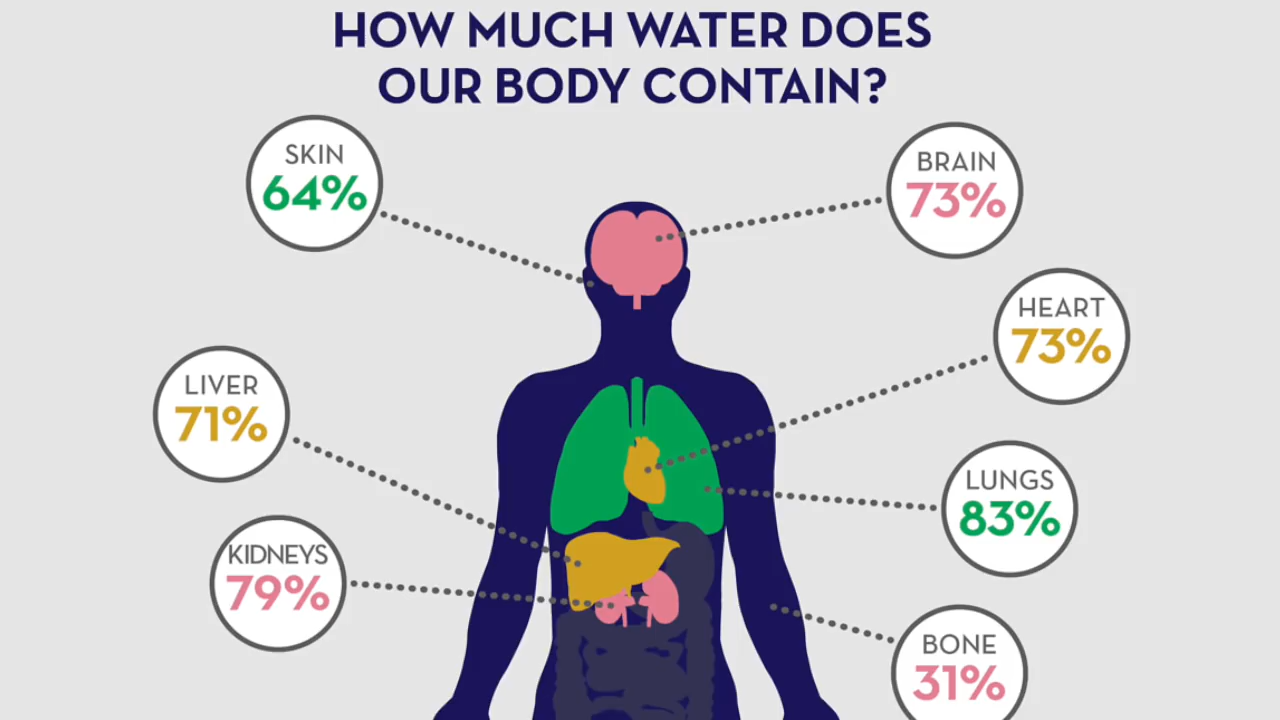 HOW MUCH WATER DOES
OUR BODY CONTAIN?
SKIN
64%
BRAIN
73%
HEART
73%
LIVER
71%
LUNGS
83%
KIDNEYS
79%
BONE
31%